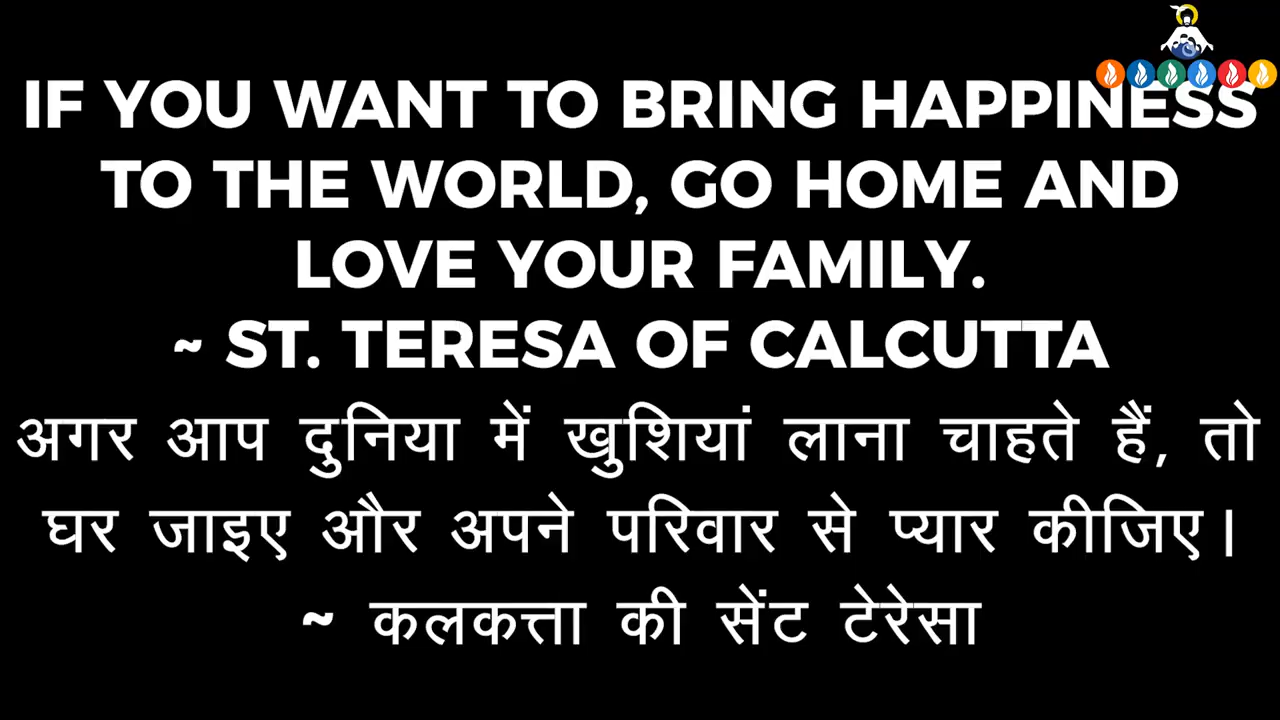 IF YOU WANT TO BRING HAPPINESS
TO THE WORLD, GO HOME AND
LOVE YOUR FAMILY.
~ ST. TERESA OF CALCUTTA
अगर आप दुनिया में खुशियां लाना चाहते हैं, तो
घर जाइए और अपने परिवार से प्यार कीजिए।
~ कलकत्ता की सेंट टेरेसा